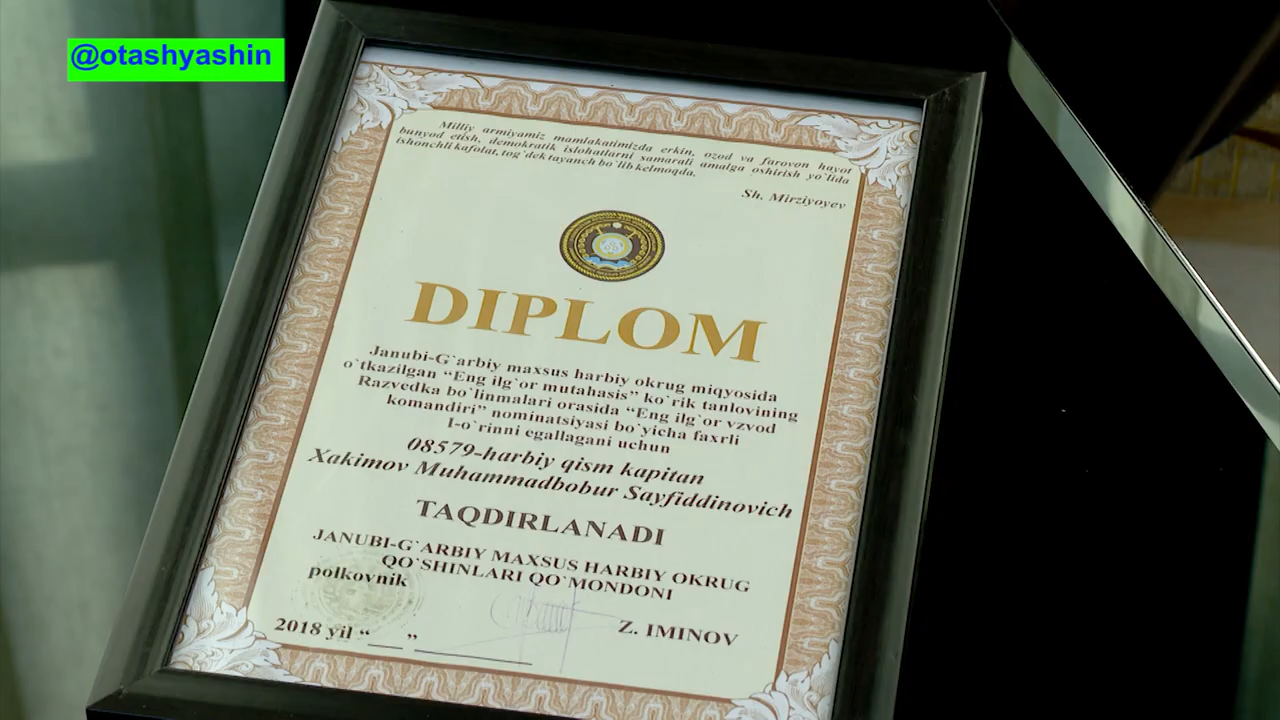 @otashyashin
Milliy armiyamiz mamlakatimizda erkin, ozod va farovon hayot
bunyod etish, demokratik islohatlarni samarali amalga oshirish yo`lida
ishonchli kafolat, tog`dek tayanch bo`lib kelmoqda.
Sh. Mirziyoyev
DIPLOM
Janubi-G`arbiy maxsus harbiy okrug miqyosida
o`tkazilgan “Eng ilg`or mutahasis” ko`rik tanlovining
Razvedka bo`linmalari orasida “Eng ilg`or vzvod
komandiri” nominatsiyasi bo`yicha faxrli
I-o`rinni egallagani uchun
08579-harbiy qism kapitan
Xakimov Muhammadbobur Sayfiddinovich
TAQDIRLANADI
JANUBI-G`ARBIY MAXSUS HARBIY OKRUG
QO`SHINLARI QO`MONDONI
polkovnik
Z. IMINOV
2018 yil “___” __________